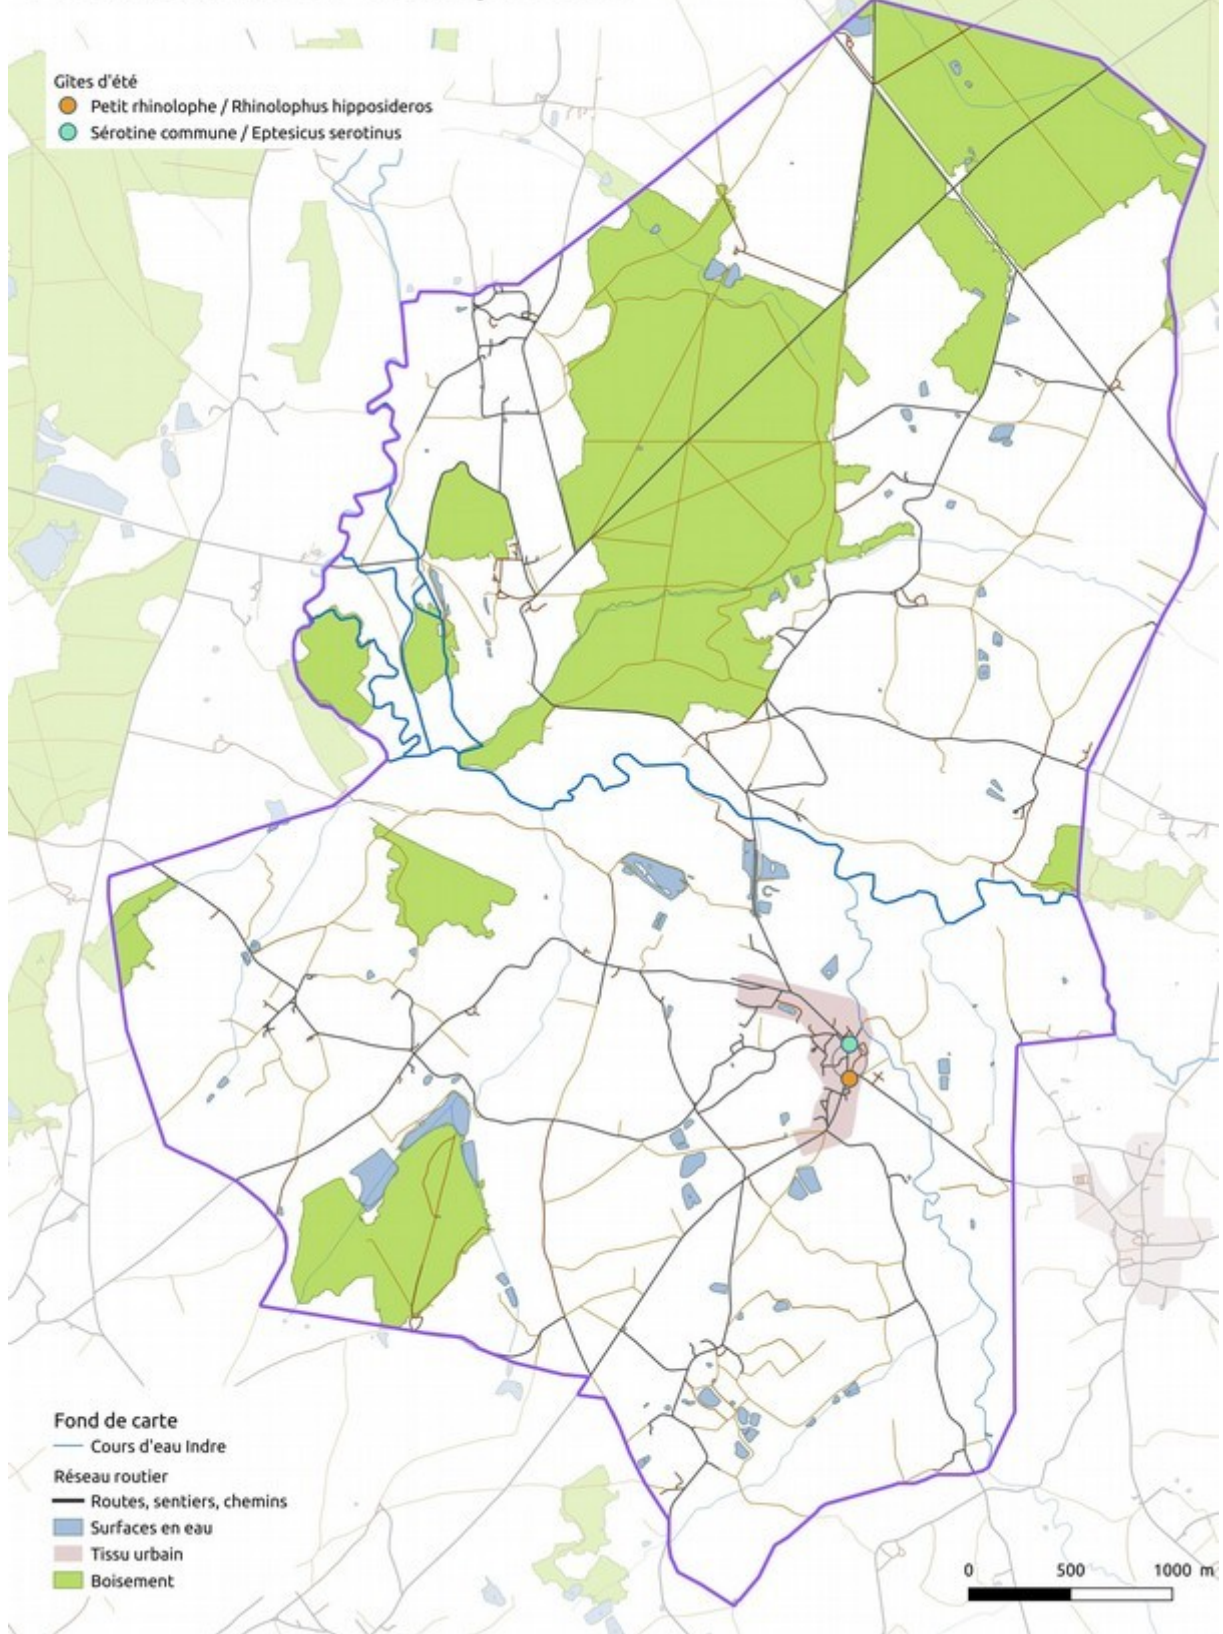 Gîtes d'été
Petit rhinolophe / Rhinolophus hipposideros
Sérotine commune / Eptesicus serotinus
Fond de carte
Cours d'eau Indre
Réseau routier
Routes, sentiers, chemins
Surfaces en eau
Tissu urbain
Boisement
0 500 1000 m